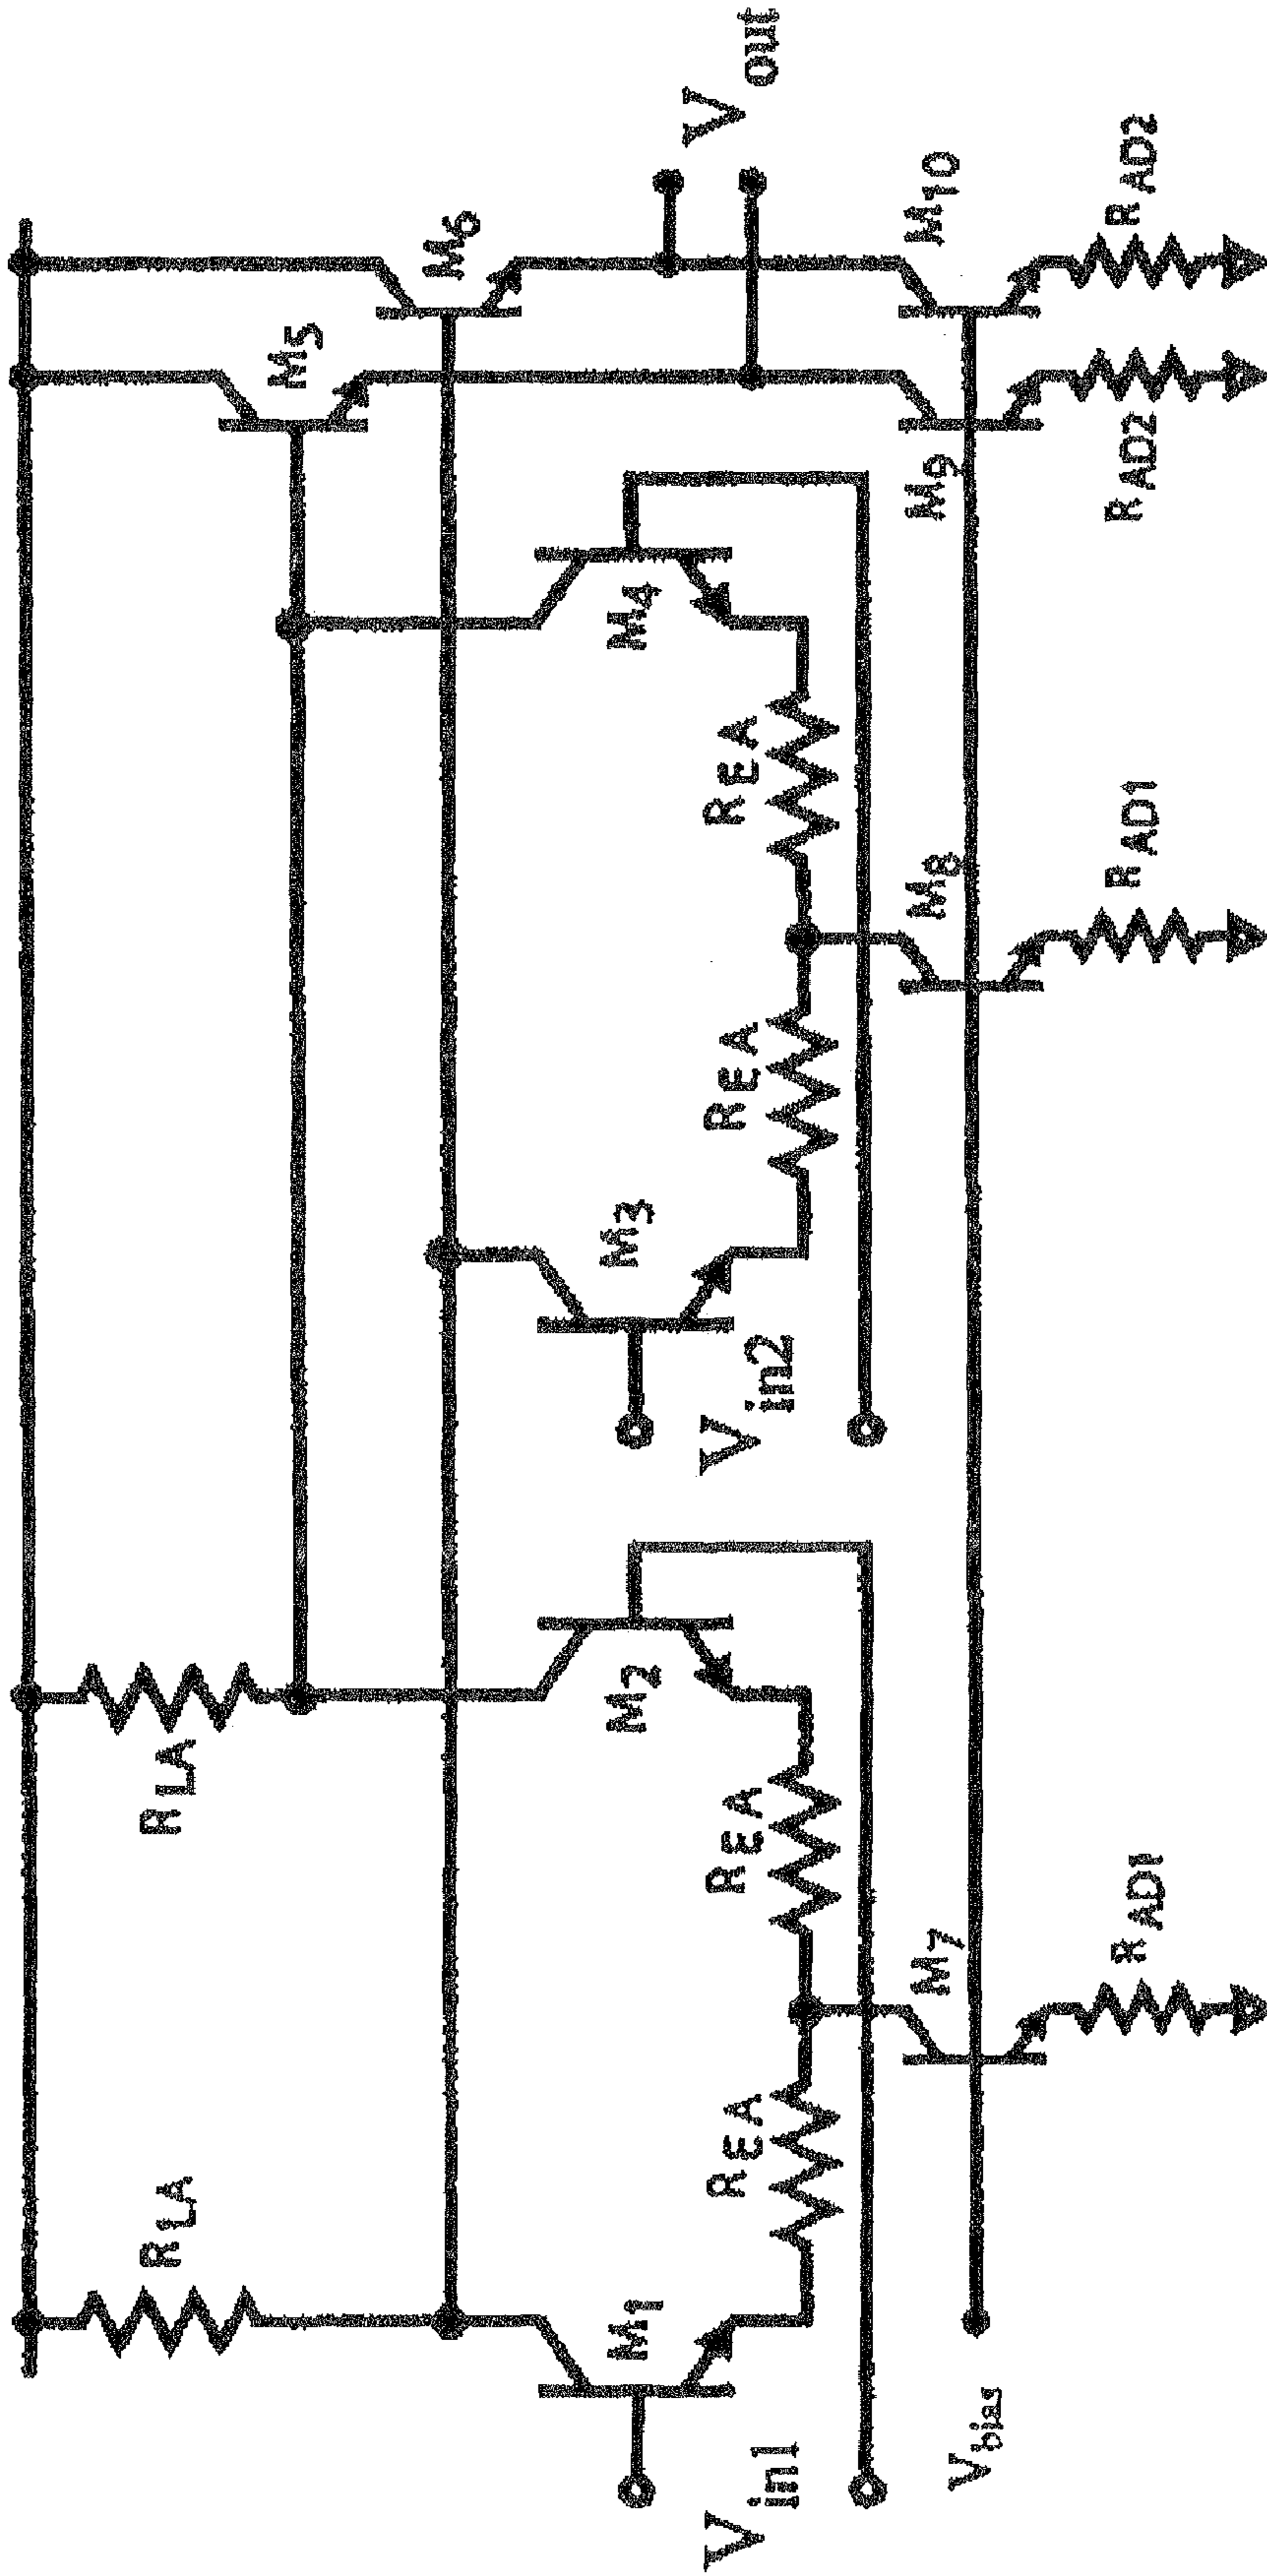 R LA
R LA
M5
M6
M1
M2
M3
M4
V out
V in1
R EA
R EA
V in2
R EA
R EA
V bias
M7
M8
M9
M10
R AD1
R AD1
R AD2
R AD2